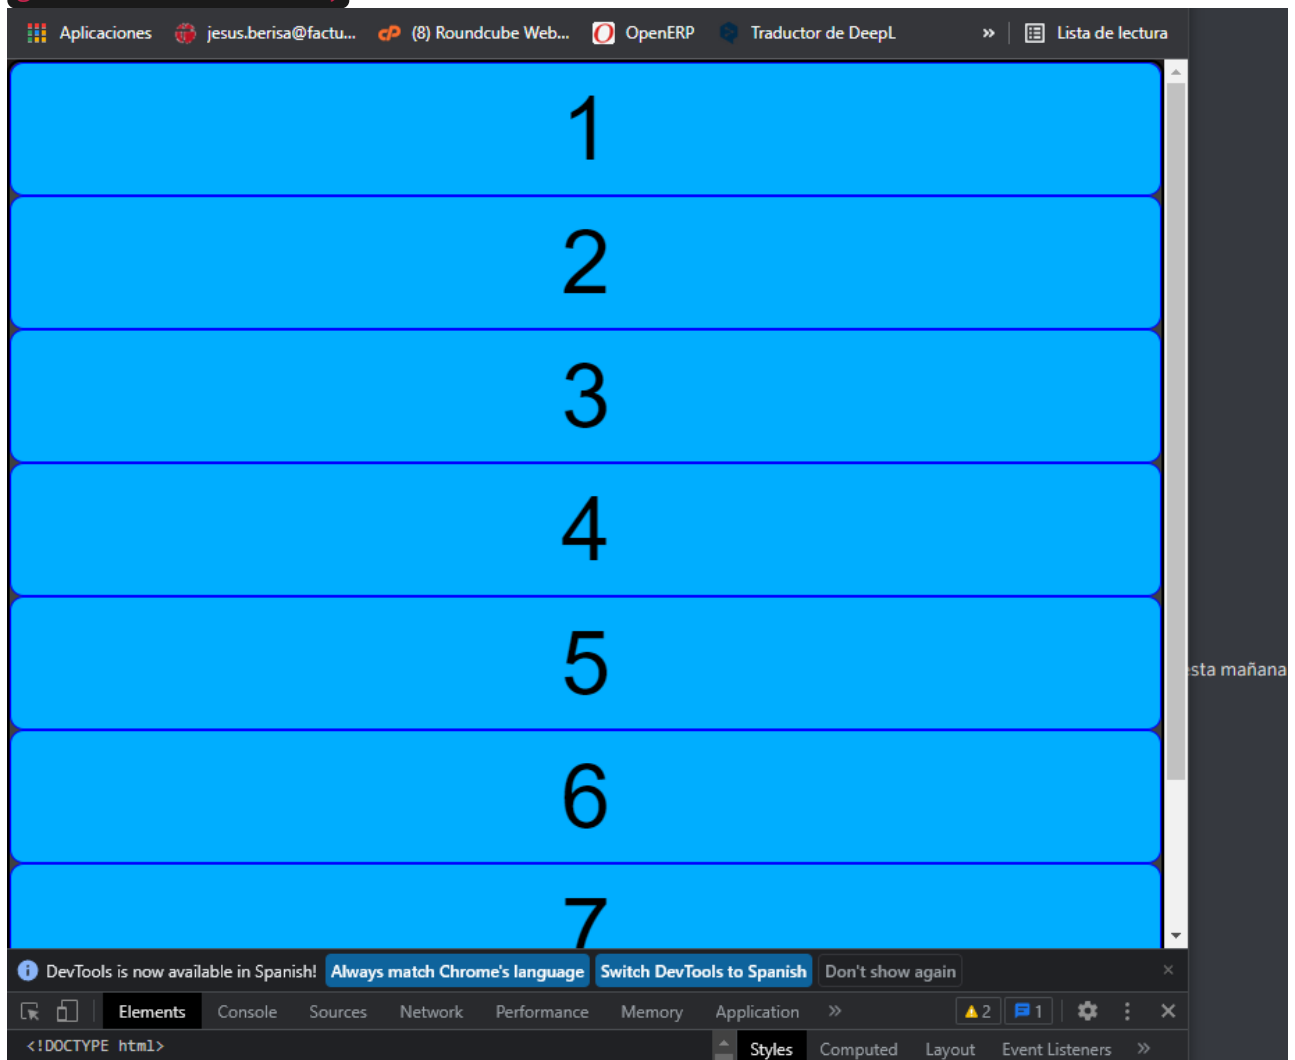 Aplicaciones jesus.berisa@factu... (8) Roundcube Web... OpenERP Traductor de DeepL » Lista de lectura
1
2
3
4
5
esta mañana
6
7
DevTools is now available in Spanish! Always match Chrome's language Switch DevTools to Spanish Don't show again ×
Elements Console Sources Network Performance Memory Application » 2 1
<!DOCTYPE html> Styles Computed Layout Event Listeners »